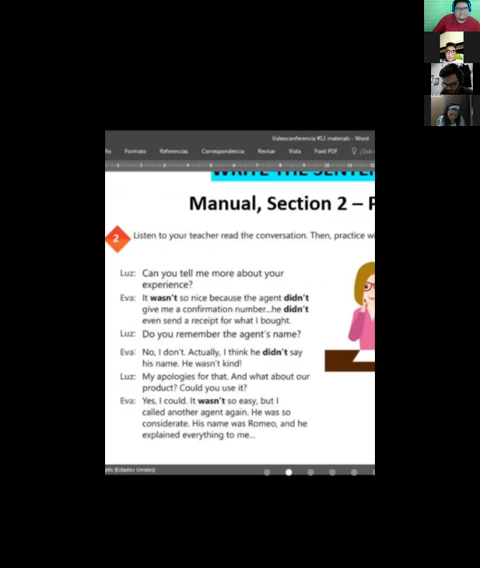 Videoconferencia #12 materials - Word
Formato Referencias Correspondencia Revisar Vista Foxit PDF
WRITE THE SENTEN
Manual, Section 2 – P
2 Listen to your teacher read the conversation. Then, practice w
Luz: Can you tell me more about your
experience?
Eva: It wasn't so nice because the agent didn't
give me a confirmation number...he didn't
even send a receipt for what I bought.
Luz: Do you remember the agent's name?
Eva: No, I don't. Actually, I think he didn't say
his name. He wasn't kind!
Luz: My apologies for that. And what about our
product? Could you use it?
Eva: Yes, I could. It wasn't so easy, but I
called another agent again. He was so
considerate. His name was Romeo, and he
explained everything to me...
(Estados Unidos)